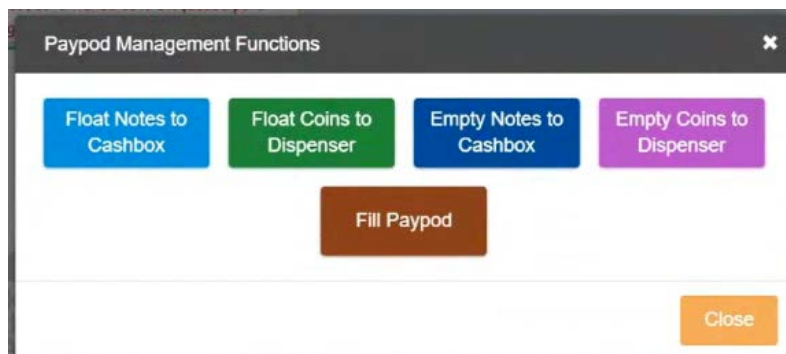 Paypod Management Functions
Float Notes to
Cashbox
Float Coins to
Dispenser
Empty Notes to
Cashbox
Empty Coins to
Dispenser
Fill Paypod
Close